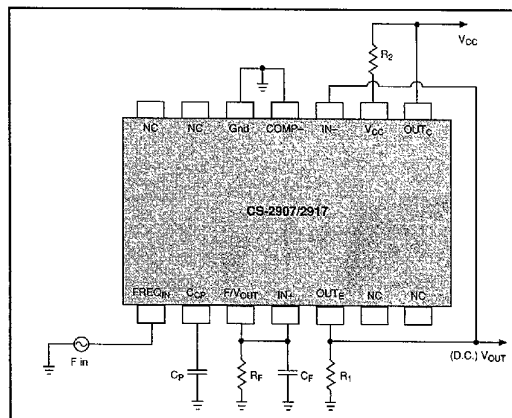 R2
VCC
NC NC Gnd COMP– IN– VCC OUTC
CS-2907/2917
FREQIN CCP F/VOUT IN+ OUTE NC NC
F in
CP
RF
CF
R1
(D.C.) VOUT